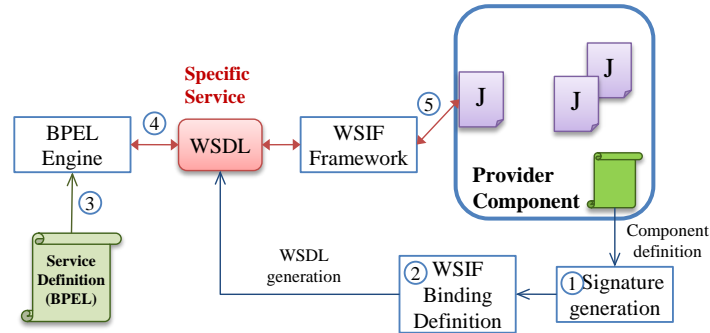 Specific
Service
5
J
J
J
4
BPEL
Engine
WSDL
WSIF
Framework
Provider
Component
3
Service
Definition
(BPEL)
WSDL
generation
2
WSIF
Binding
Definition
Component
definition
1
Signature
generation